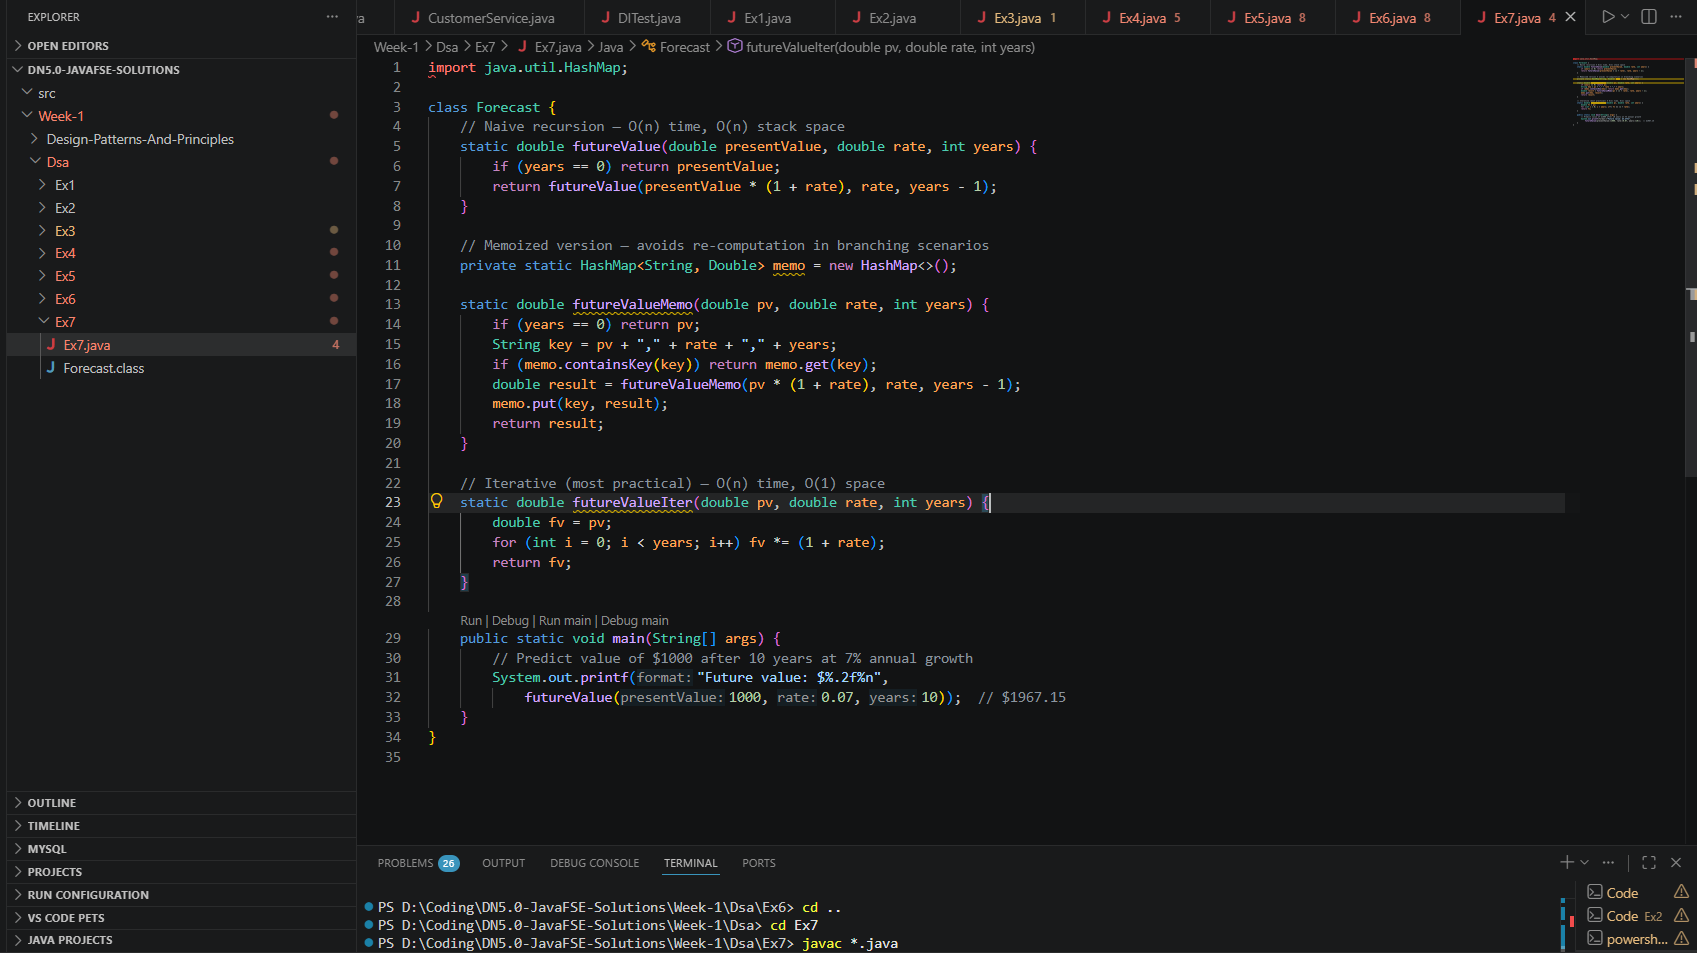 EXPLORER
OPEN EDITORS
DN5.0-JAVAFSE-SOLUTIONS
src
Week-1
Design-Patterns-And-Principles
Dsa
Ex1
Ex2
Ex3
Ex4
Ex5
Ex6
Ex7
J Ex7.java 4
J Forecast.class
OUTLINE
TIMELINE
MYSQL
PROJECTS
RUN CONFIGURATION
VS CODE PETS
JAVA PROJECTS
J CustomerService.java J DITest.java J Ex1.java J Ex2.java J Ex3.java 1 J Ex4.java 5 J Ex5.java 8 J Ex6.java 8 J Ex7.java 4
Week-1 > Dsa > Ex7 > J Ex7.java > Java > Forecast > futureValueIter(double pv, double rate, int years)
1 import java.util.HashMap;
2
3 class Forecast {
4 // Naive recursion — O(n) time, O(n) stack space
5 static double futureValue(double presentValue, double rate, int years) {
6 if (years == 0) return presentValue;
7 return futureValue(presentValue * (1 + rate), rate, years - 1);
8 }
9
10 // Memoized version — avoids re-computation in branching scenarios
11 private static HashMap<String, Double> memo = new HashMap<>();
12
13 static double futureValueMemo(double pv, double rate, int years) {
14 if (years == 0) return pv;
15 String key = pv + "," + rate + "," + years;
16 if (memo.containsKey(key)) return memo.get(key);
17 double result = futureValueMemo(pv * (1 + rate), rate, years - 1);
18 memo.put(key, result);
19 return result;
20 }
21
22 // Iterative (most practical) — O(n) time, O(1) space
23 static double futureValueIter(double pv, double rate, int years) {
24 double fv = pv;
25 for (int i = 0; i < years; i++) fv *= (1 + rate);
26 return fv;
27 }
28
Run | Debug | Run main | Debug main
29 public static void main(String[] args) {
30 // Predict value of $1000 after 10 years at 7% annual growth
31 System.out.printf(format: "Future value: $%.2f%n",
32 futureValue(presentValue: 1000, rate: 0.07, years: 10)); // $1967.15
33 }
34 }
35
PROBLEMS 26 OUTPUT DEBUG CONSOLE TERMINAL PORTS
PS D:\Coding\DN5.0-JavaFSE-Solutions\Week-1\Dsa\Ex6> cd ..
PS D:\Coding\DN5.0-JavaFSE-Solutions\Week-1\Dsa> cd Ex7
PS D:\Coding\DN5.0-JavaFSE-Solutions\Week-1\Dsa\Ex7> javac *.java
Code
Code Ex2
powersh...